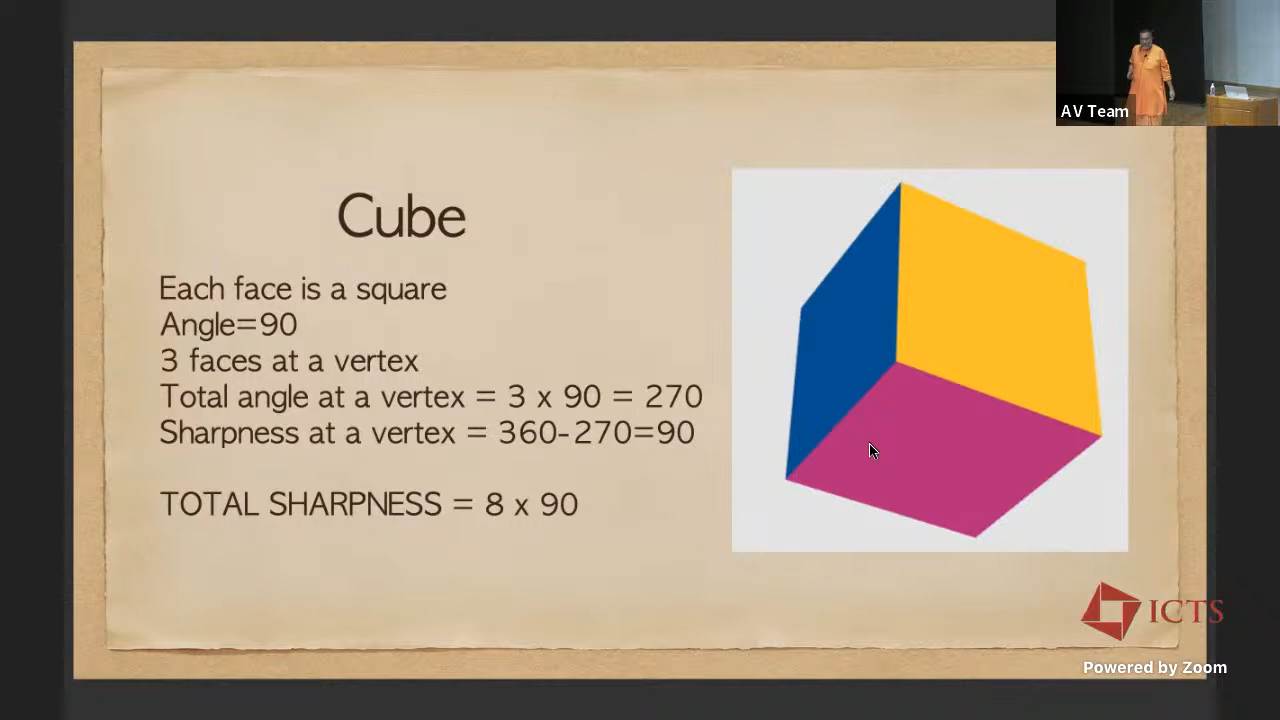 AV Team
Cube
Each face is a square
Angle=90
3 faces at a vertex
Total angle at a vertex = 3 x 90 = 270
Sharpness at a vertex = 360-270=90
TOTAL SHARPNESS = 8 x 90
ICTS
Powered by Zoom